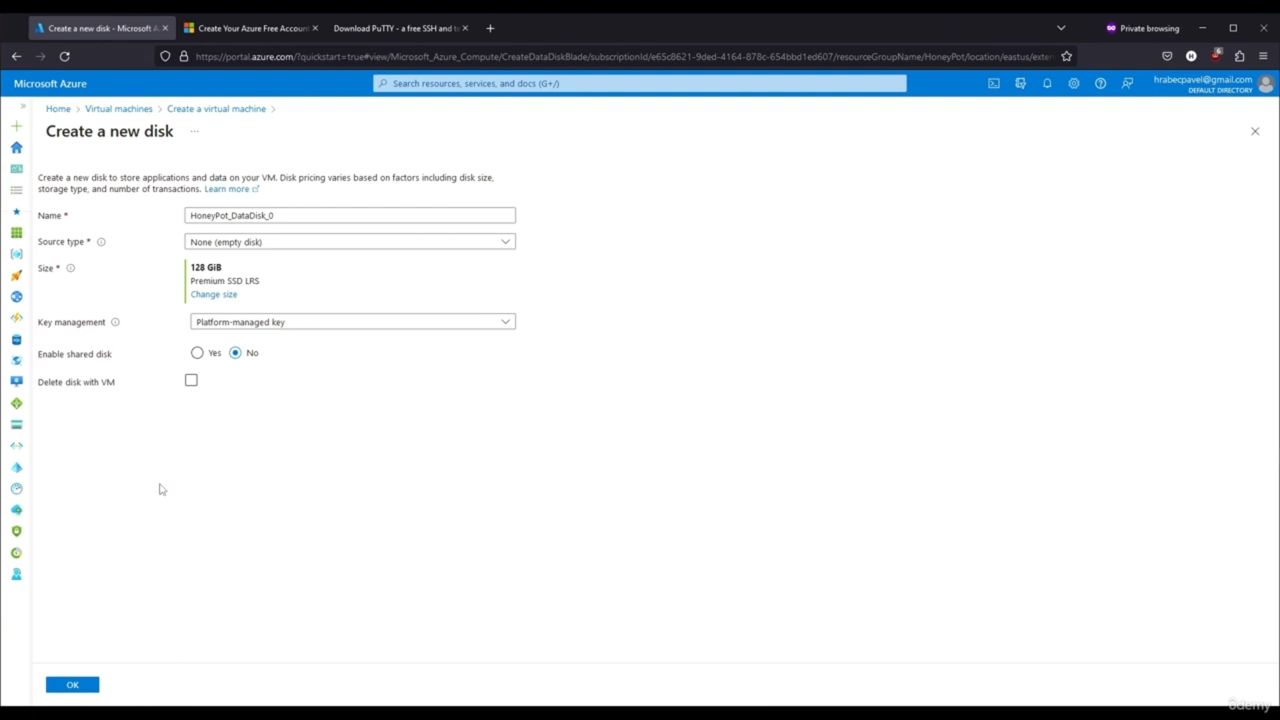 Create a new disk - Microsoft A
Create Your Azure Free Account
Download PuTTY - a free SSH and te
Private browsing
https://portal.azure.com/?quickstart=true#view/Microsoft_Azure_Compute/CreateDataDiskBlade/subscriptionId/e65c8621-9ded-4164-878c-654bbd1ed607/resourceGroupName/HoneyPot/location/eastus/exten
6
Microsoft Azure
Search resources, services, and docs (G+/)
hrabecpavel@gmail.com
DEFAULT DIRECTORY
Home > Virtual machines > Create a virtual machine >
Create a new disk ...
Create a new disk to store applications and data on your VM. Disk pricing varies based on factors including disk size,
storage type, and number of transactions. Learn more
Name *
HoneyPot_DataDisk_0
Source type *
None (empty disk)
Size *
128 GiB
Premium SSD LRS
Change size
Key management
Platform-managed key
Enable shared disk
Yes No
Delete disk with VM
OK
ûdemy